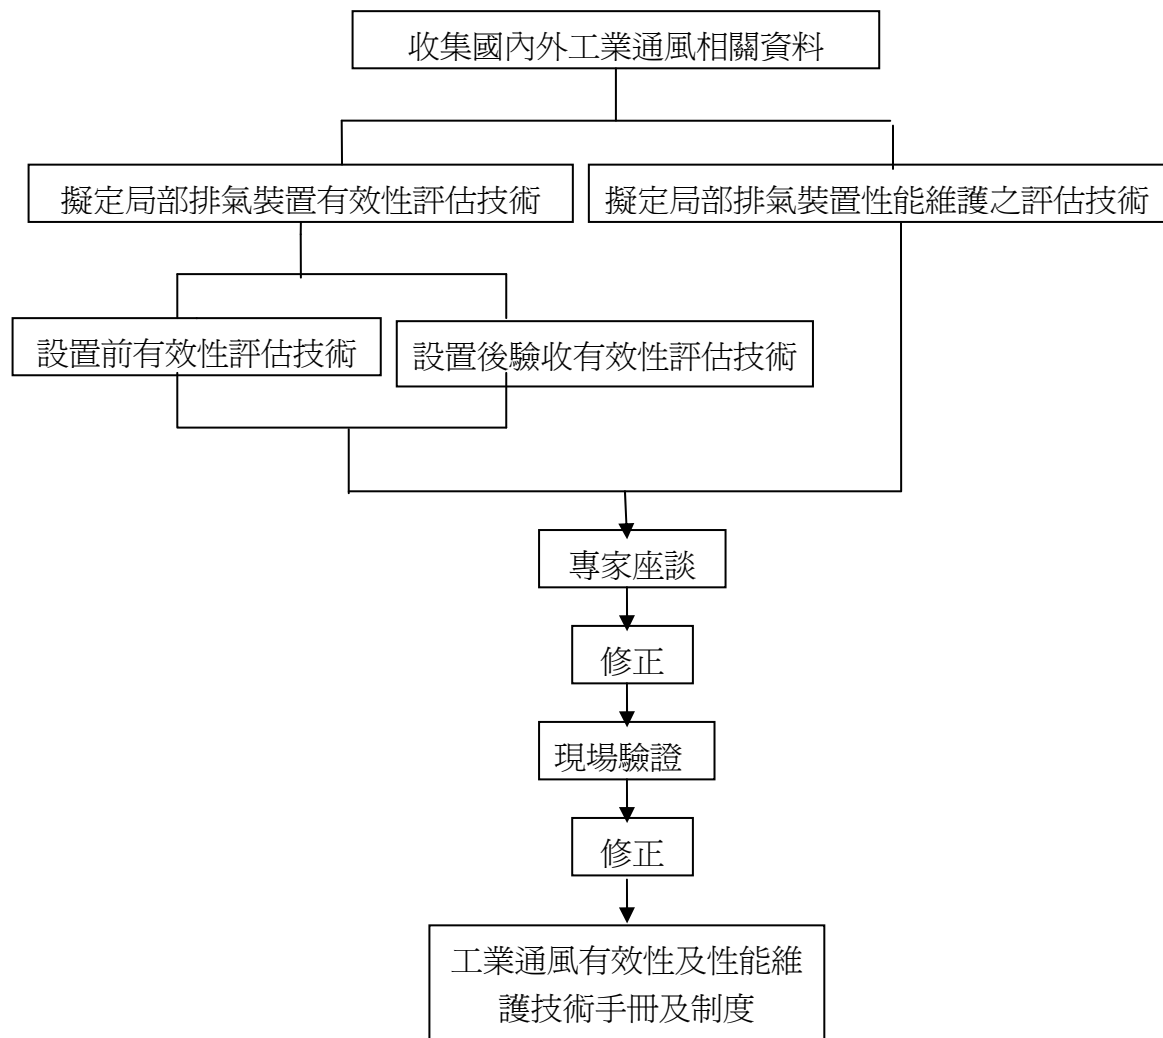 收集國內外工業通風相關資料
擬定局部排氣裝置有效性評估技術
擬定局部排氣裝置性能維護之評估技術
設置前有效性評估技術
設置後驗收有效性評估技術
專家座談
修正
現場驗證
修正
工業通風有效性及性能維
護技術手冊及制度